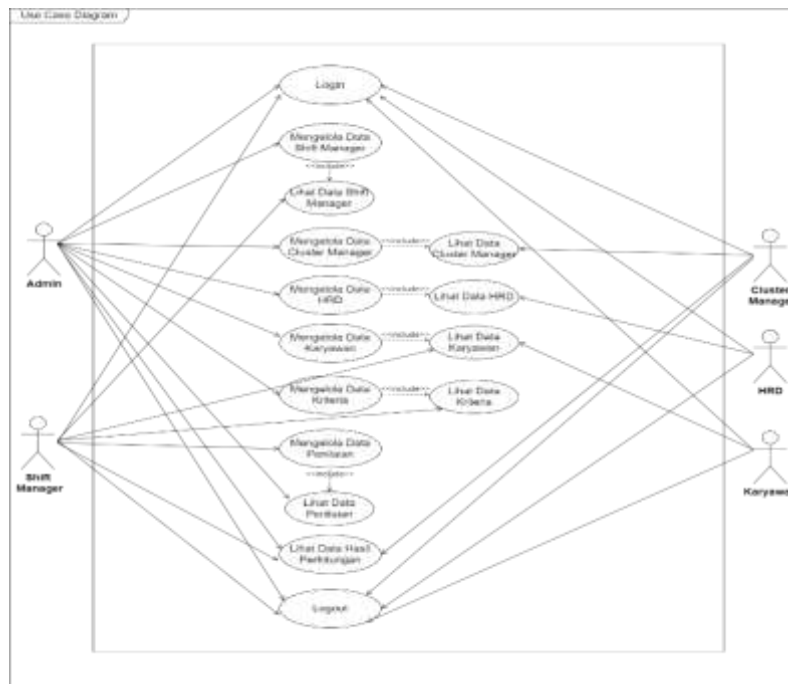 Use Case Diagram
Login
Mengelola Data
Shift Manager
<<include>>
Lihat Data Shift
Manager
Admin
Mengelola Data
Cluster Manager
<<include>>
Lihat Data
Cluster Manager
Cluster
Manager
Mengelola Data
HRD
<<include>>
Lihat Data HRD
Mengelola Data
Karyawan
<<include>>
Lihat Data
Karyawan
HRD
Mengelola Data
Kriteria
<<include>>
Lihat Data
Kriteria
Shift
Manager
Mengelola Data
Penilaian
<<include>>
Karyawan
Lihat Data
Penilaian
Lihat Data Hasil
Perhitungan
Logout